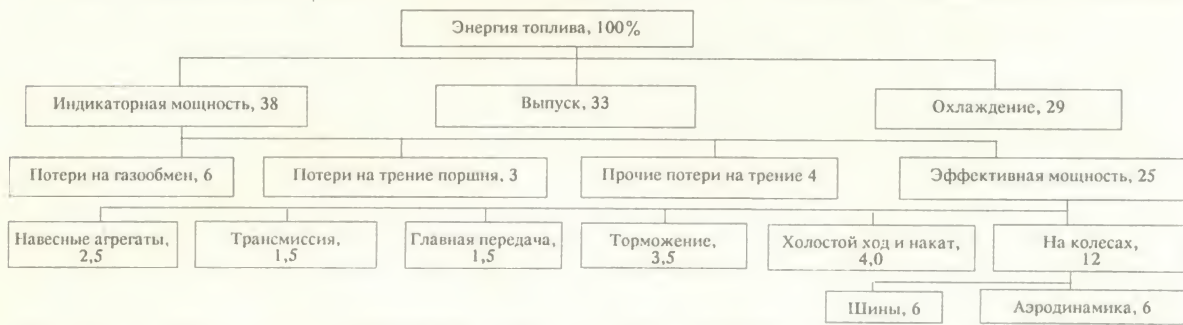 Энергия топлива, 100%
Индикаторная мощность, 38
Выпуск, 33
Охлаждение, 29
Потери на газообмен, 6
Потери на трение поршня, 3
Прочие потери на трение 4
Эффективная мощность, 25
Навесные агрегаты,
2,5
Трансмиссия,
1,5
Главная передача,
1,5
Торможение,
3,5
Холостой ход и накат,
4,0
На колесах,
12
Шины, 6
Аэродинамика, 6